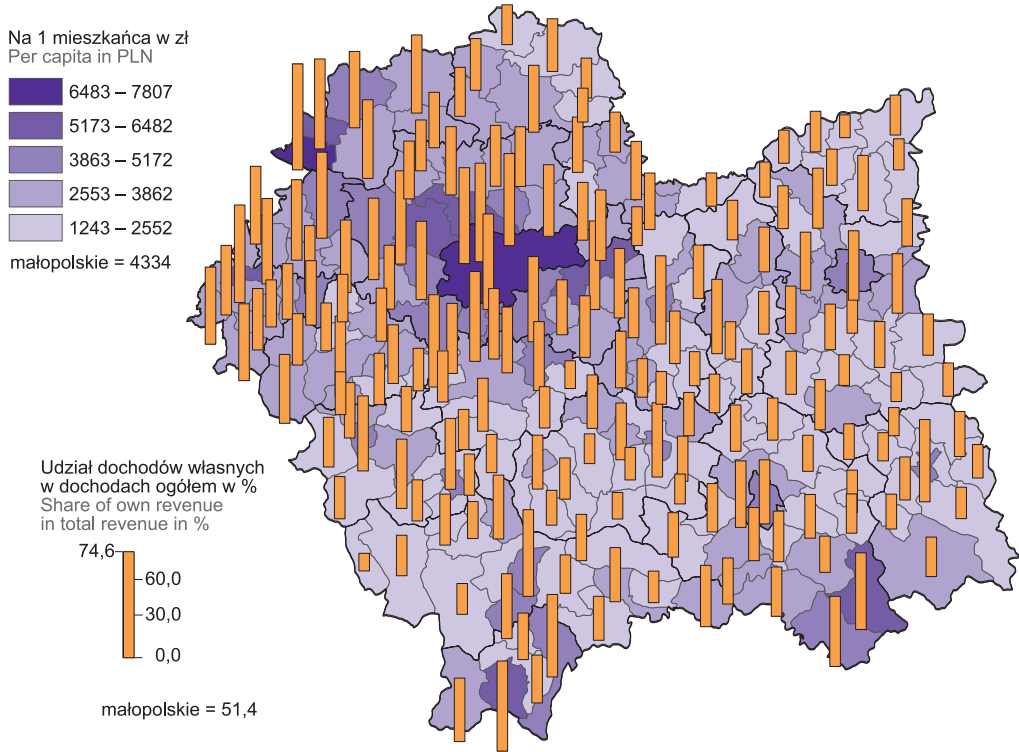 Na 1 mieszkańca w zł
Per capita in PLN
6483 – 7807
5173 – 6482
3863 – 5172
2553 – 3862
1243 – 2552
małopolskie = 4334
Udział dochodów własnych
w dochodach ogółem w %
Share of own revenue
in total revenue in %
74,6
60,0
30,0
0,0
małopolskie = 51,4